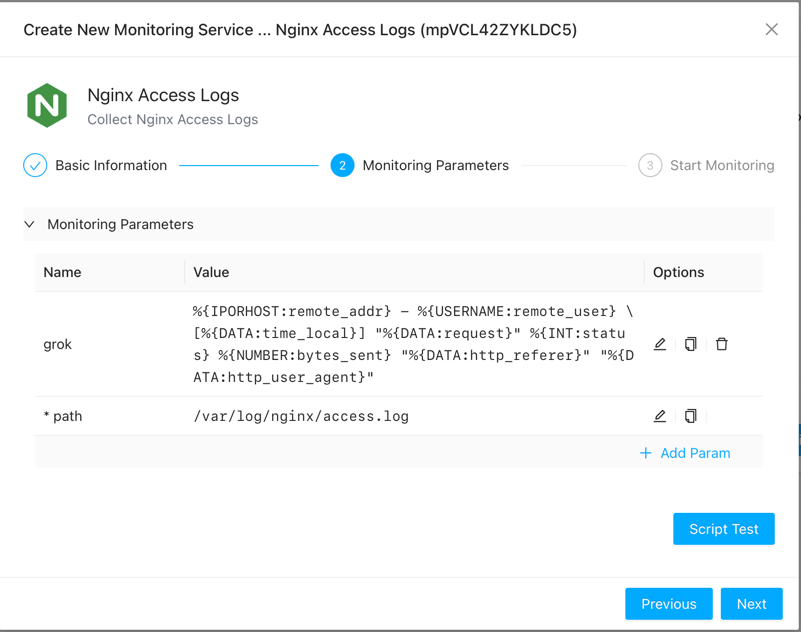 Create New Monitoring Service ... Nginx Access Logs (mpVCL42ZYKLDC5)
N
Nginx Access Logs
Collect Nginx Access Logs
Basic Information
2 Monitoring Parameters
3 Start Monitoring
Monitoring Parameters
Name Value Options
%{IPORHOST:remote_addr} – %{USERNAME:remote_user} \
[%{DATA:time_local}] "%{DATA:request}" %{INT:statu
grok
s} %{NUMBER:bytes_sent} "%{DATA:http_referer}" "%{D
ATA:http_user_agent}"
* path /var/log/nginx/access.log
+ Add Param
Script Test
Previous Next